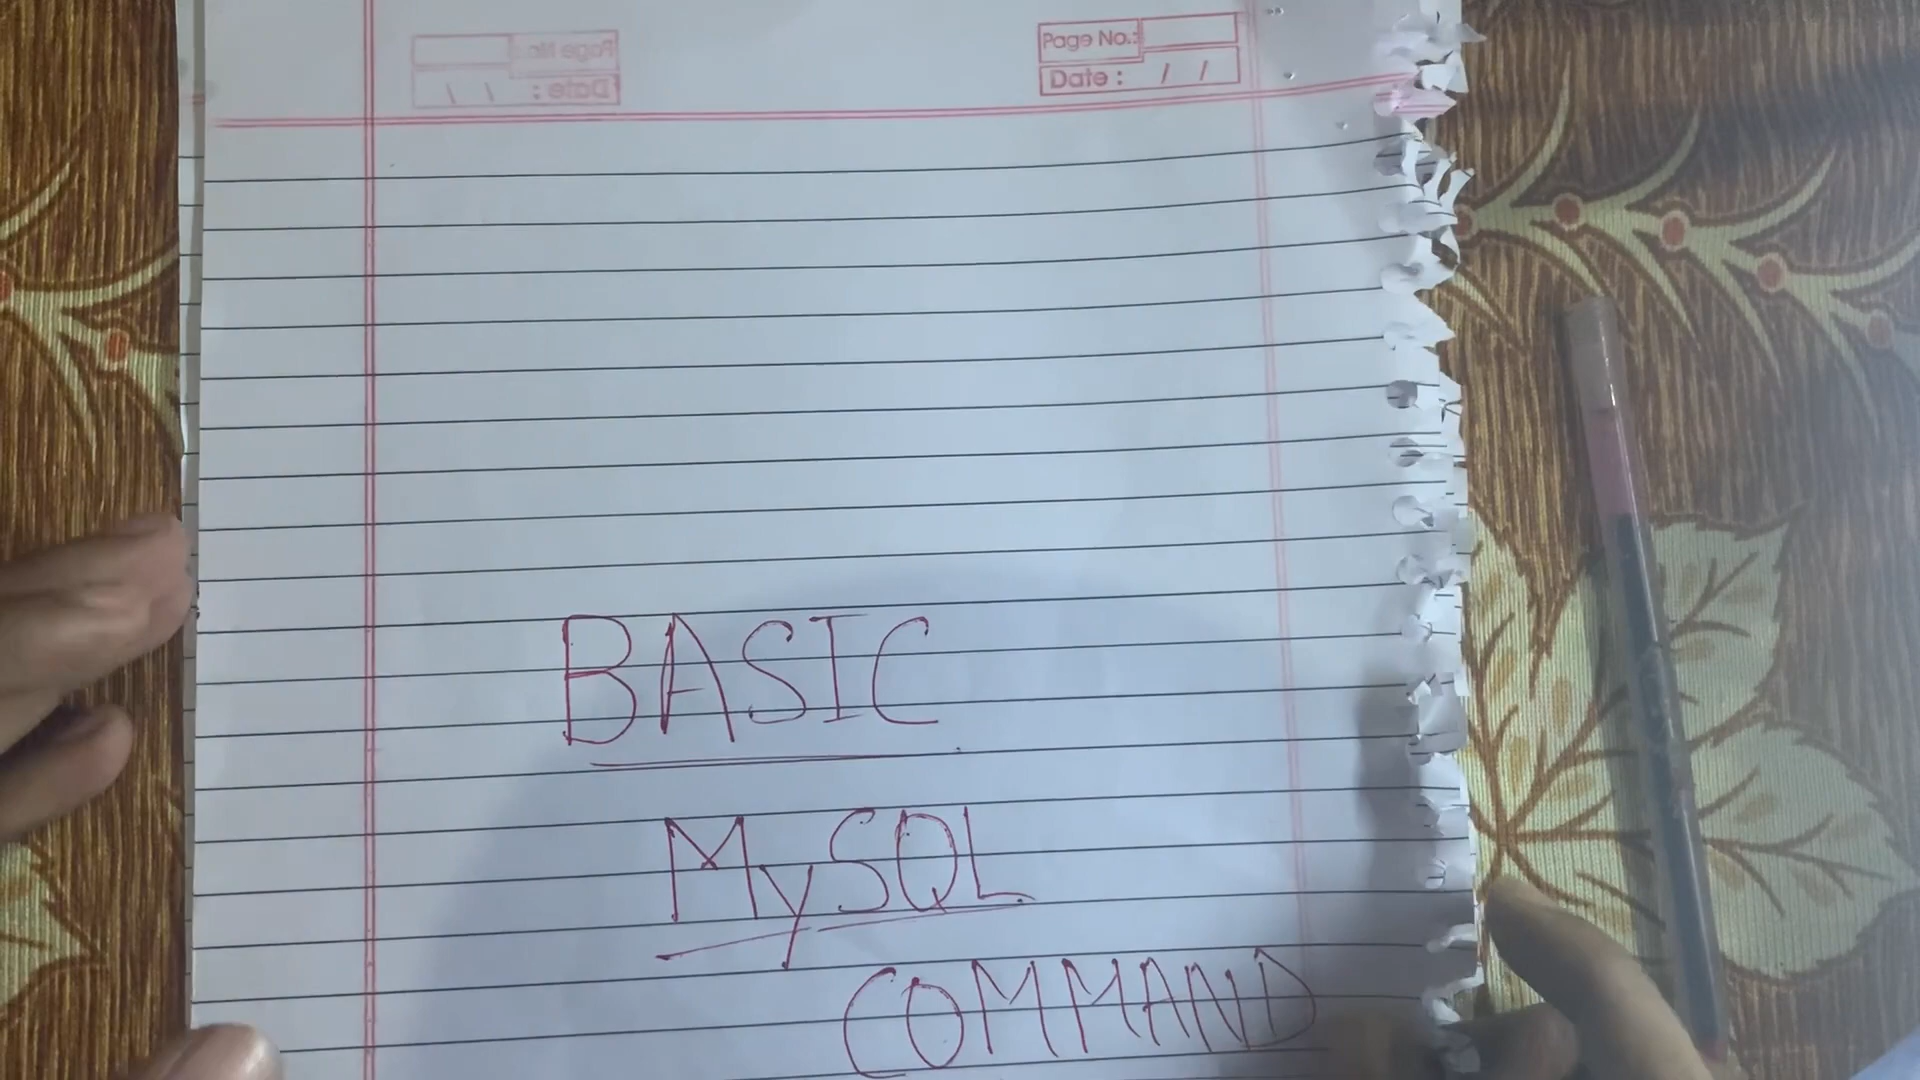 Page No.:
Date : / /
BASIC
MySQL
COMMAND